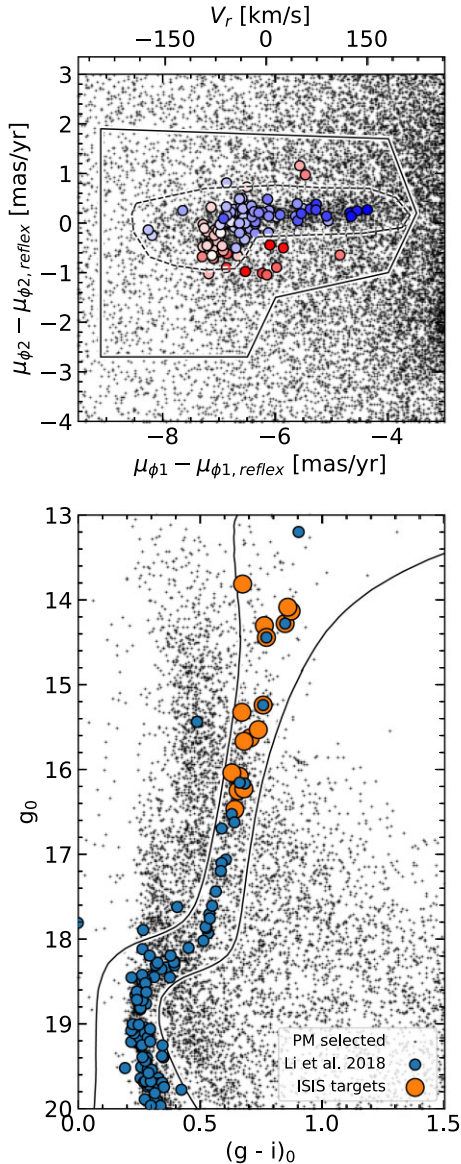 V_r [km/s]
−150 0 150
3
2
1
0
−1
−2
−3
−4
μ_ϕ2 − μ_ϕ2, reflex [mas/yr]
−8 −6 −4
μ_ϕ1 − μ_ϕ1, reflex [mas/yr]
13
14
15
16
17
18
19
20
g_0
PM selected
Li et al. 2018
ISIS targets
0.0 0.5 1.0 1.5
(g - i)_0